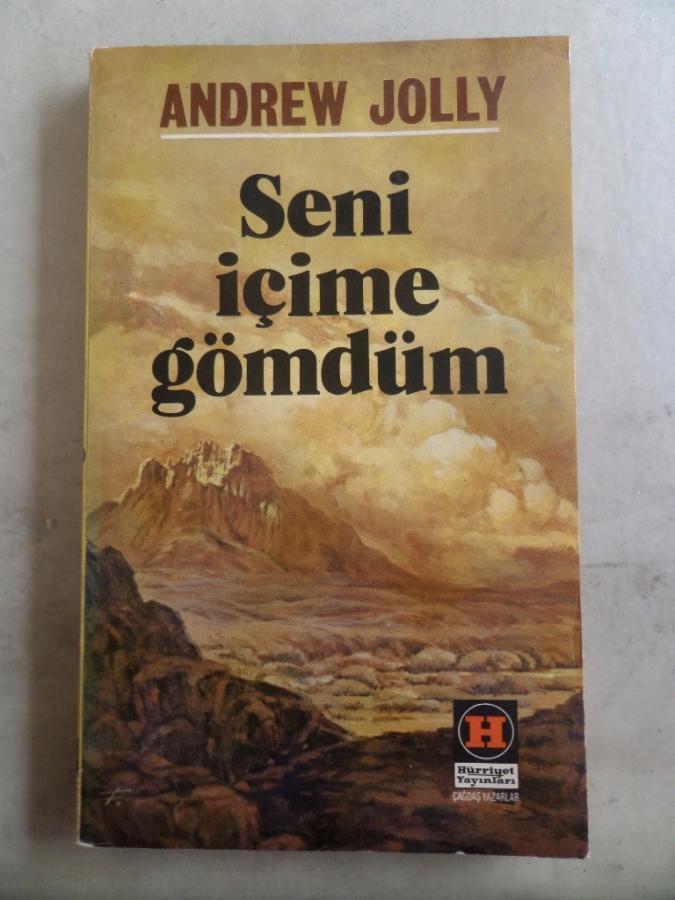 ANDREW JOLLY
Seni
içime
gömdüm
H
Hürriyet
Yayınları
ÇAĞDAŞ YAZARLAR